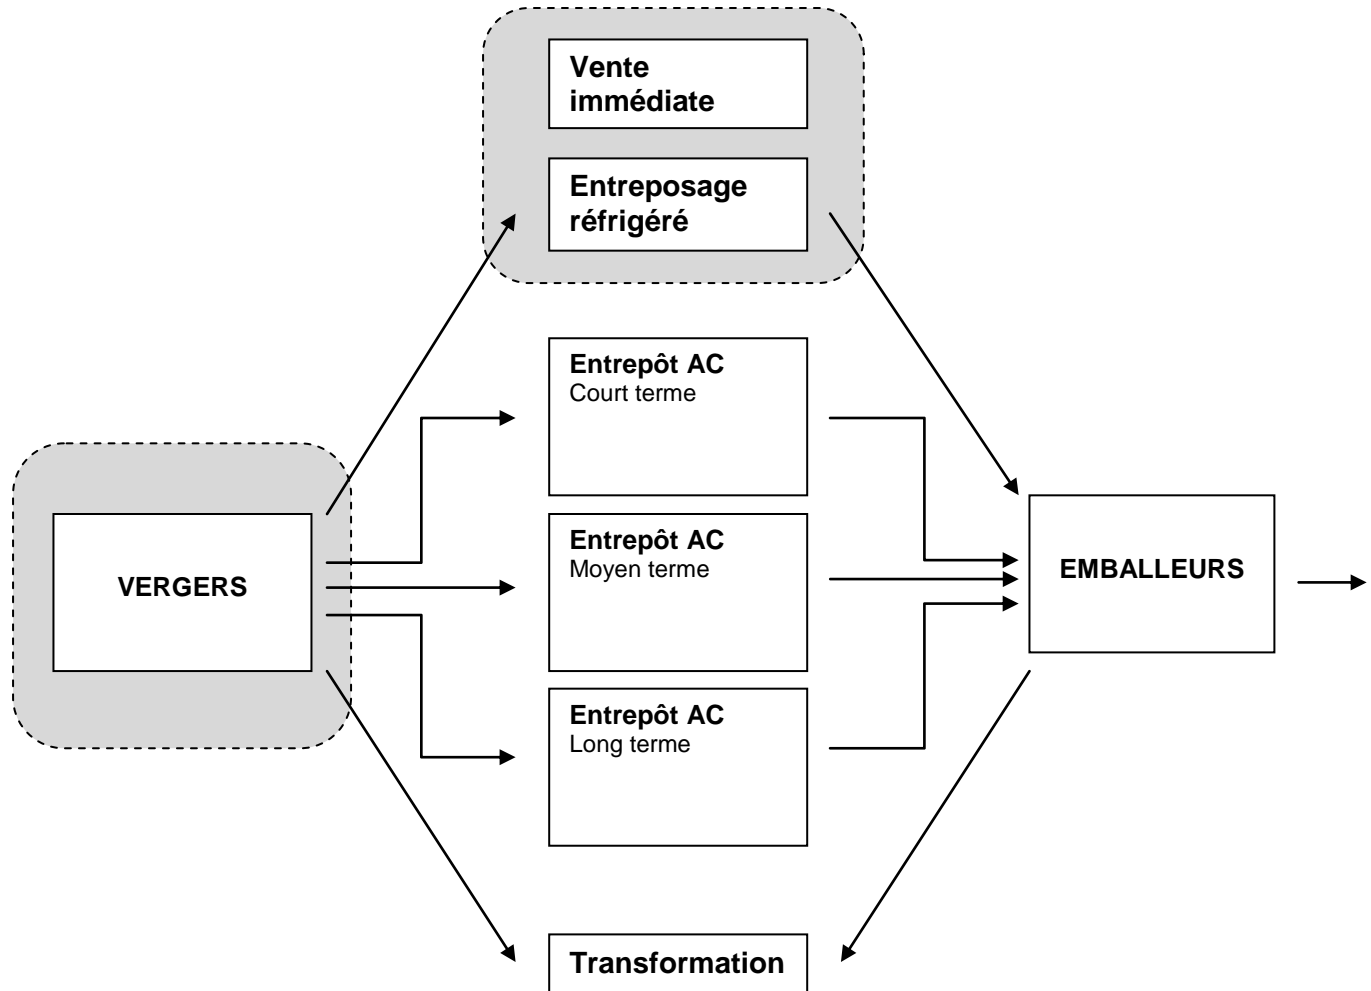 Vente
immédiate
Entreposage
réfrigéré
Entrepôt AC
Court terme
VERGERS
Entrepôt AC
Moyen terme
EMBALLEURS
Entrepôt AC
Long terme
Transformation